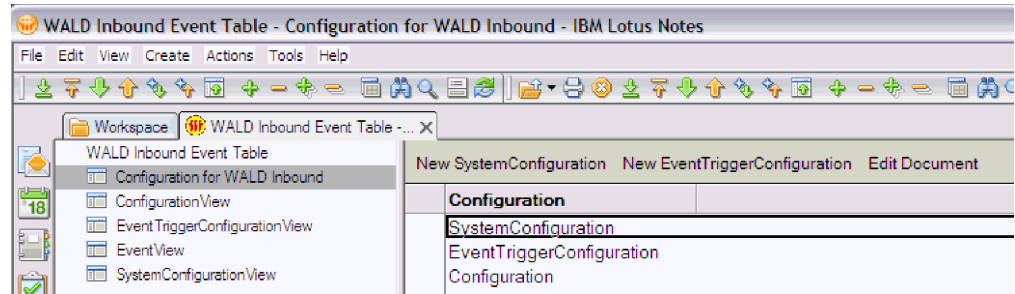 WALD Inbound Event Table - Configuration for WALD Inbound - IBM Lotus Notes
File Edit View Create Actions Tools Help
Workspace WALD Inbound Event Table -...
WALD Inbound Event Table
Configuration for WALD Inbound
ConfigurationView
EventTriggerConfigurationView
EventView
SystemConfigurationView
18
New SystemConfiguration New EventTriggerConfiguration Edit Document
Configuration
SystemConfiguration
EventTriggerConfiguration
Configuration